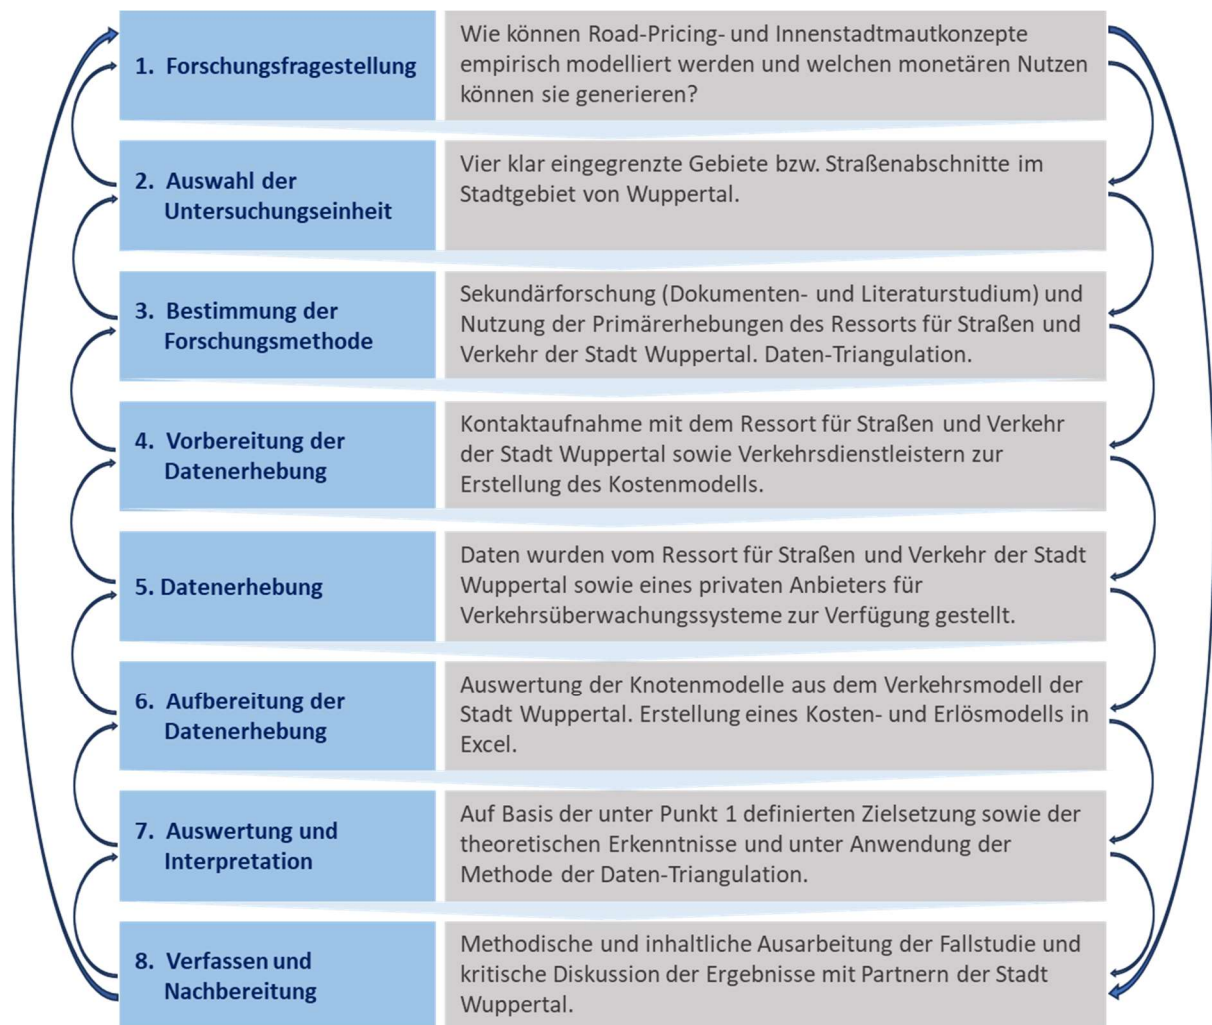 1. Forschungsfragestellung
Wie können Road-Pricing- und Innenstadtmautkonzepte
empirisch modelliert werden und welchen monetären Nutzen
können sie generieren?
2. Auswahl der
Untersuchungseinheit
Vier klar eingegrenzte Gebiete bzw. Straßenabschnitte im
Stadtgebiet von Wuppertal.
3. Bestimmung der
Forschungsmethode
Sekundärforschung (Dokumenten- und Literaturstudium) und
Nutzung der Primärerhebungen des Ressorts für Straßen und
Verkehr der Stadt Wuppertal. Daten-Triangulation.
4. Vorbereitung der
Datenerhebung
Kontaktaufnahme mit dem Ressort für Straßen und Verkehr
der Stadt Wuppertal sowie Verkehrsdienstleistern zur
Erstellung des Kostenmodells.
5. Datenerhebung
Daten wurden vom Ressort für Straßen und Verkehr der Stadt
Wuppertal sowie eines privaten Anbieters für
Verkehrsüberwachungssysteme zur Verfügung gestellt.
6. Aufbereitung der
Datenerhebung
Auswertung der Knotenmodelle aus dem Verkehrsmodell der
Stadt Wuppertal. Erstellung eines Kosten- und Erlösmodells in
Excel.
7. Auswertung und
Interpretation
Auf Basis der unter Punkt 1 definierten Zielsetzung sowie der
theoretischen Erkenntnisse und unter Anwendung der
Methode der Daten-Triangulation.
8. Verfassen und
Nachbereitung
Methodische und inhaltliche Ausarbeitung der Fallstudie und
kritische Diskussion der Ergebnisse mit Partnern der Stadt
Wuppertal.